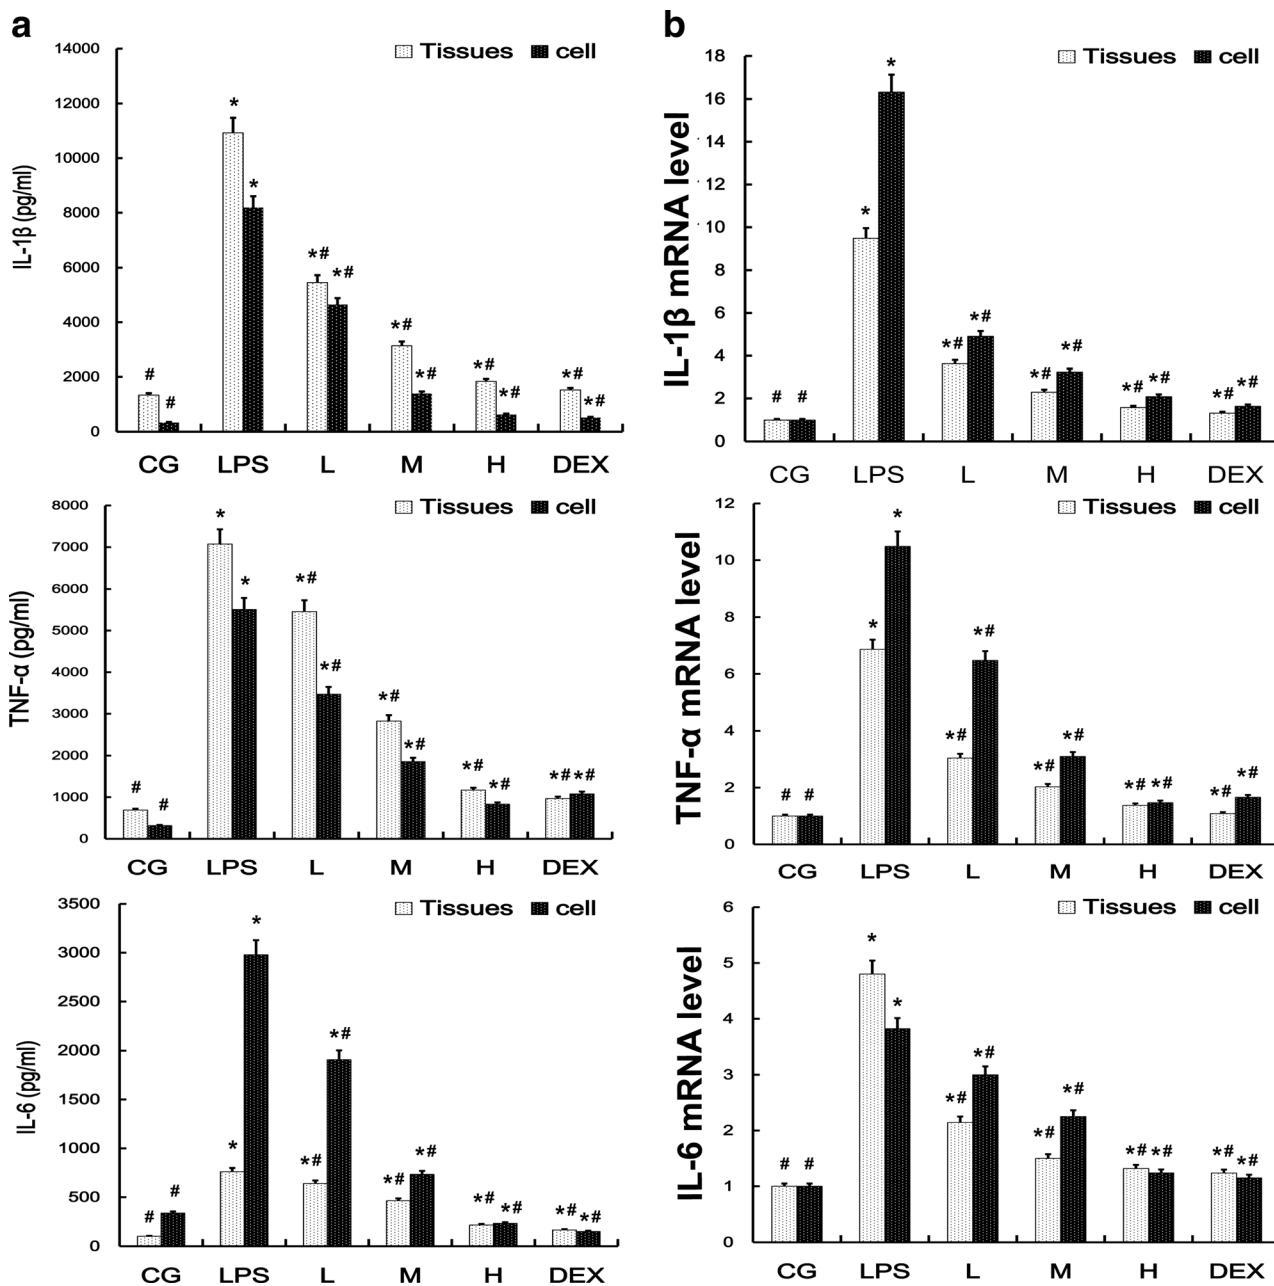 a
Tissues cell
IL-1β (pg/ml)
14000
12000
10000
8000
6000
4000
2000
0
# # * * *# *# *# *# *# *# *# *#
CG LPS L M H DEX
Tissues cell
TNF-α (pg/ml)
8000
7000
6000
5000
4000
3000
2000
1000
0
# # * * *# *# *# *# *# *# *# *#
CG LPS L M H DEX
Tissues cell
IL-6 (pg/ml)
3500
3000
2500
2000
1500
1000
500
0
# # * * *# *# *# *# *# *# *# *#
CG LPS L M H DEX
b
Tissues cell
IL-1β mRNA level
18
16
14
12
10
8
6
4
2
0
# # * * *# *# *# *# *# *# *# *#
CG LPS L M H DEX
Tissues cell
TNF-α mRNA level
12
10
8
6
4
2
0
# # * * *# *# *# *# *# *# *# *#
CG LPS L M H DEX
Tissues cell
IL-6 mRNA level
6
5
4
3
2
1
0
# # * * *# *# *# *# *# *# *# *#
CG LPS L M H DEX